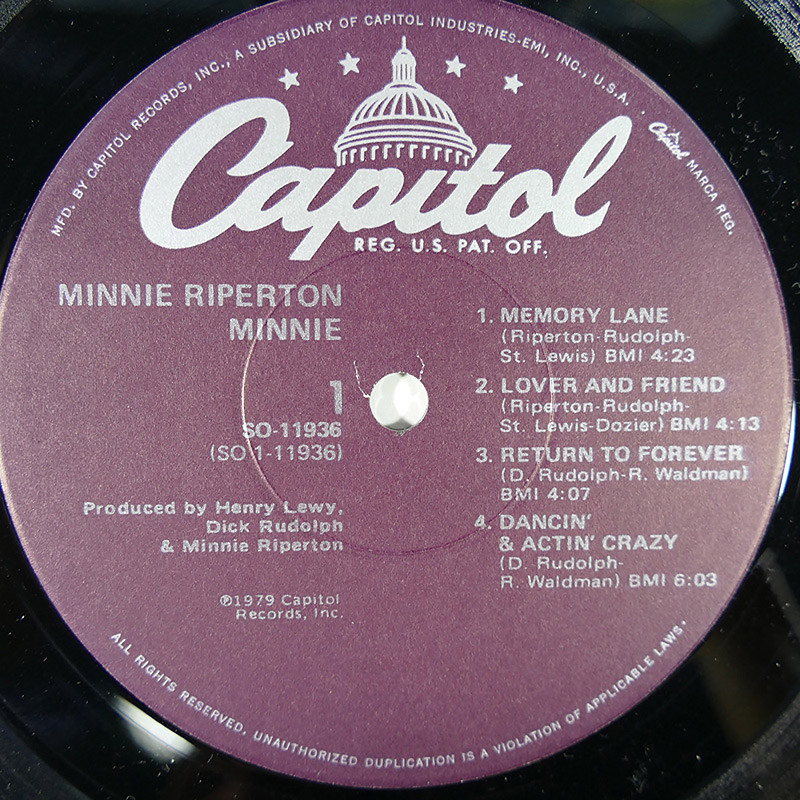 MFD. BY CAPITOL RECORDS, INC., A SUBSIDIARY OF CAPITOL INDUSTRIES-EMI, INC., U.S.A. · Capitol MARCA REG.
Capitol
REG. U.S. PAT. OFF.
MINNIE RIPERTON
MINNIE
1
SO-11936
(SO 1-11936)
Produced by Henry Lewy,
Dick Rudolph
& Minnie Riperton
℗1979 Capitol
Records, Inc.
1. MEMORY LANE
(Riperton-Rudolph-
St. Lewis) BMI 4:23
2. LOVER AND FRIEND
(Riperton-Rudolph-
St. Lewis-Dozier) BMI 4:13
3. RETURN TO FOREVER
(D. Rudolph-R. Waldman)
BMI 4:07
4. DANCIN'
& ACTIN' CRAZY
(D. Rudolph-
R. Waldman) BMI 6:03
ALL RIGHTS RESERVED, UNAUTHORIZED DUPLICATION IS A VIOLATION OF APPLICABLE LAWS·